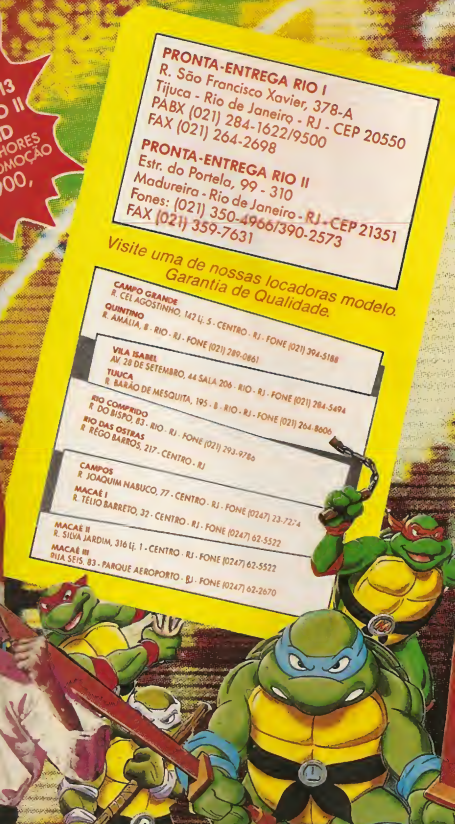 13
O II
HORES
OMOÇÃO
900,
PRONTA-ENTREGA RIO I
R. São Francisco Xavier, 378-A
Tijuca - Rio de Janeiro - RJ - CEP 20550
PABX (021) 284-1622/9500
FAX (021) 264-2698
PRONTA-ENTREGA RIO II
Estr. do Portela, 99 - 310
Madureira - Rio de Janeiro - RJ - CEP 21351
Fones: (021) 350-4966/390-2573
FAX (021) 359-7631
Visite uma de nossas locadoras modelo.
Garantia de Qualidade.
CAMPO GRANDE
R. CEL AGOSTINHO, 142 Lj. 5 - CENTRO - RJ - FONE (021) 394-5188
QUINTINO
R. AMÁLIA, 8 - RIO - RJ - FONE (021) 289-0861
VILA ISABEL
AV. 28 DE SETEMBRO, 44 SALA 206 - RIO - RJ - FONE (021) 284-5494
TIJUCA
R. BARÃO DE MESQUITA, 195 - B - RIO - RJ - FONE (021) 264-8606
RIO COMPRIDO
R. DO BISPO, 83 - RIO - RJ - FONE (021) 293-9786
RIO DAS OSTRAS
R. REGO BARROS, 217 - CENTRO - RJ
CAMPOS
R. JOAQUIM NABUCO, 77 - CENTRO - RJ - FONE (0247) 23-7274
MACAÉ I
R. TÉLIO BARRETO, 32 - CENTRO - RJ - FONE (0247) 62-5522
MACAÉ II
R. SILVA JARDIM, 316 Lj. 1 - CENTRO - RJ - FONE (0247) 62-5522
MACAÉ III
RUA SEIS, 83 - PARQUE AEROPORTO - RJ - FONE (0247) 62-2670